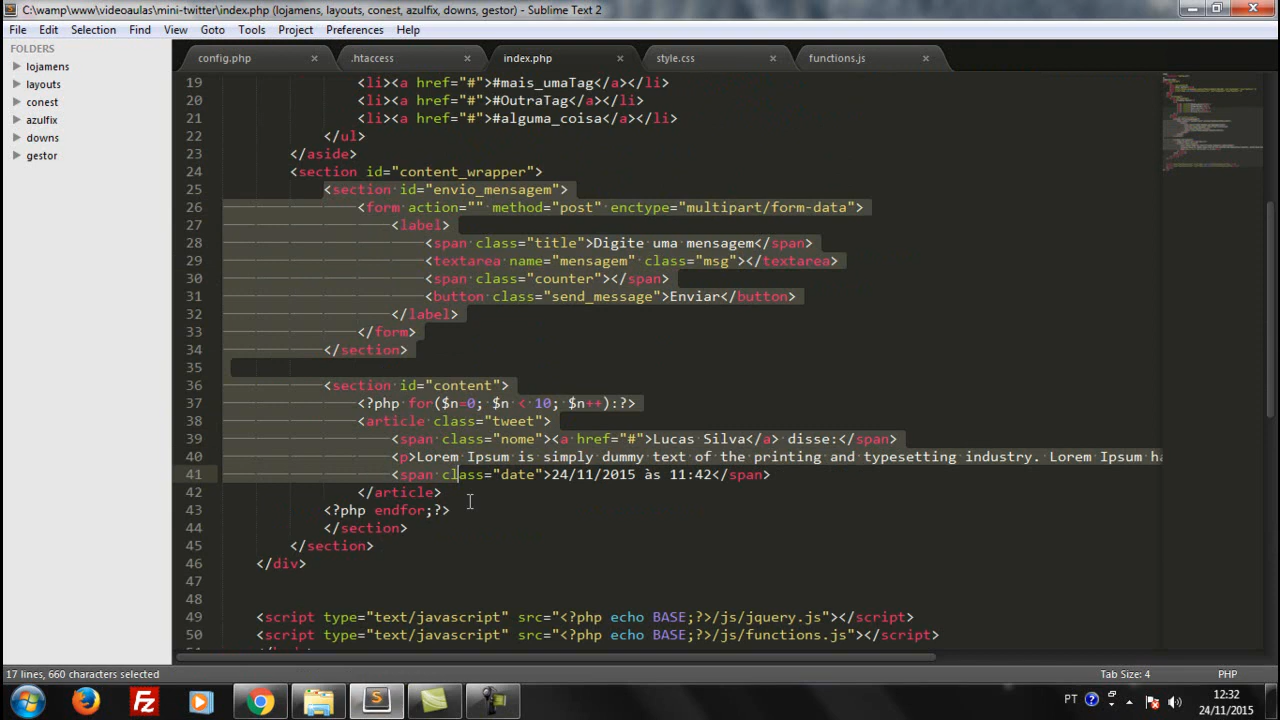 C:\wamp\www\videoaulas\mini-twitter\index.php (lojamens, layouts, conest, azulfix, downs, gestor) - Sublime Text 2
File Edit Selection Find View Goto Tools Project Preferences Help
FOLDERS
lojamens
layouts
conest
azulfix
downs
gestor
config.php .htaccess index.php style.css functions.js
19 <li><a href="#">#mais_umaTag</a></li>
20 <li><a href="#">#OutraTag</a></li>
21 <li><a href="#">#alguma_coisa</a></li>
22 </ul>
23 </aside>
24 <section id="content_wrapper">
25 <section id="envio_mensagem">
26 <form action="" method="post" enctype="multipart/form-data">
27 <label>
28 <span class="title">Digite uma mensagem</span>
29 <textarea name="mensagem" class="msg"></textarea>
30 <span class="counter"></span>
31 <button class="send_message">Enviar</button>
32 </label>
33 </form>
34 </section>
35
36 <section id="content">
37 <?php for($n=0; $n < 10; $n++):?>
38 <article class="tweet">
39 <span class="nome"><a href="#">Lucas Silva</a> disse:</span>
40 <p>Lorem Ipsum is simply dummy text of the printing and typesetting industry. Lorem Ipsum ha
41 <span class="date">24/11/2015 às 11:42</span>
42 </article>
43 <?php endfor;?>
44 </section>
45 </section>
46 </div>
47
48
49 <script type="text/javascript" src="<?php echo BASE;?>/js/jquery.js"></script>
50 <script type="text/javascript" src="<?php echo BASE;?>/js/functions.js"></script>
17 lines, 660 characters selected Tab Size: 4 PHP
PT 12:32
24/11/2015